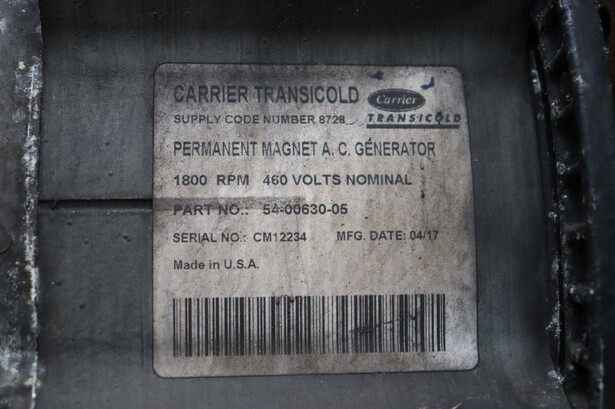 CARRIER TRANSICOLD
Carrier
TRANSICOLD
SUPPLY CODE NUMBER 8728
PERMANENT MAGNET A. C. GENERATOR
1800 RPM 460 VOLTS NOMINAL
PART NO.: 54-00630-05
SERIAL NO.: CM12234 MFG. DATE: 04/17
Made in U.S.A.